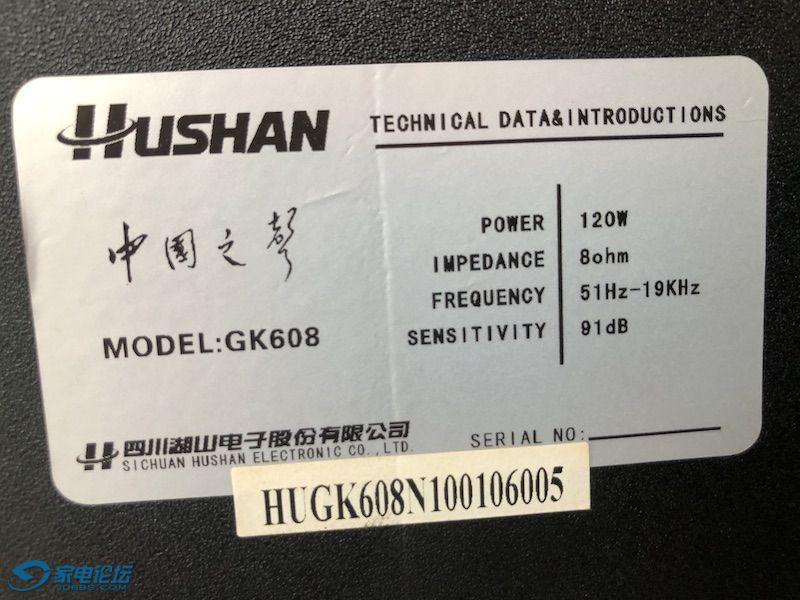 HUSHAN
TECHNICAL DATA&INTRODUCTIONS
中国之声
MODEL:GK608
POWER 120W
IMPEDANCE 8ohm
FREQUENCY 51Hz-19KHz
SENSITIVITY 91dB
四川湖山电子股份有限公司
SICHUAN HUSHAN ELECTRONIC CO.,LTD.
SERIAL NO:
HUGK608N100106005
家电论坛
JDBBS.COM